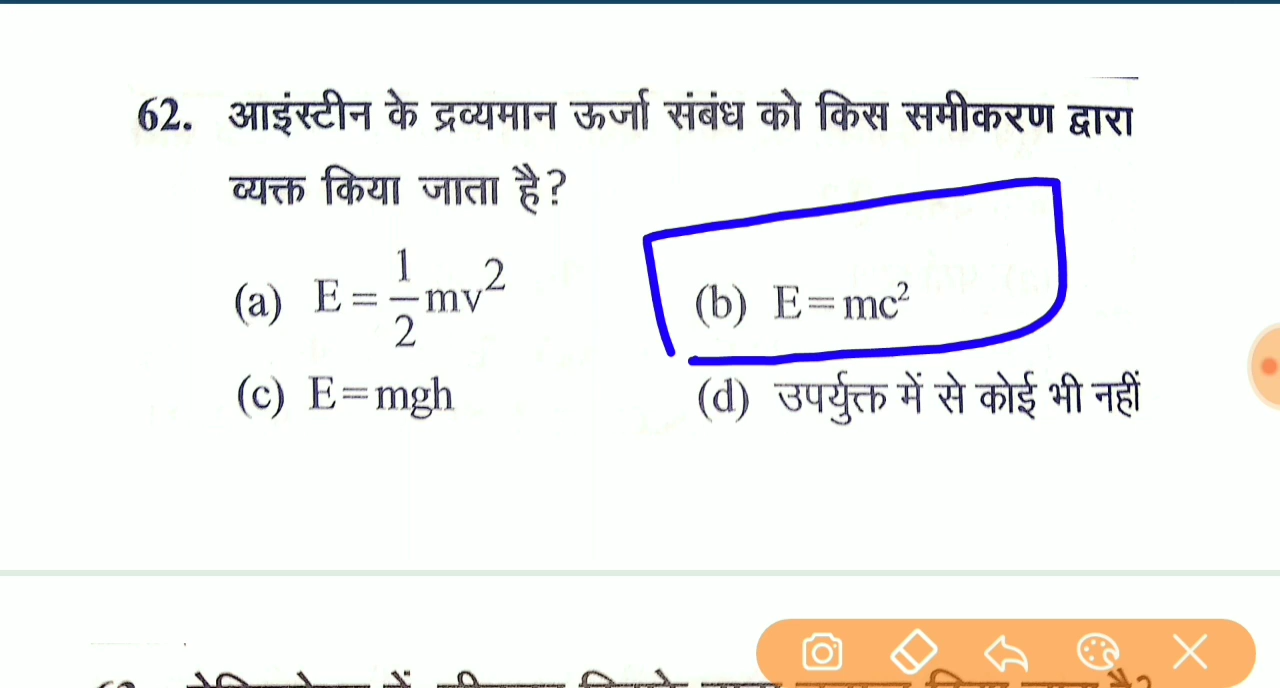 62. आइंस्टीन के द्रव्यमान ऊर्जा संबंध को किस समीकरण द्वारा
व्यक्त किया जाता है?
(a) E = 1/2 mv² (b) E = mc²
(c) E = mgh (d) उपर्युक्त में से कोई भी नहीं